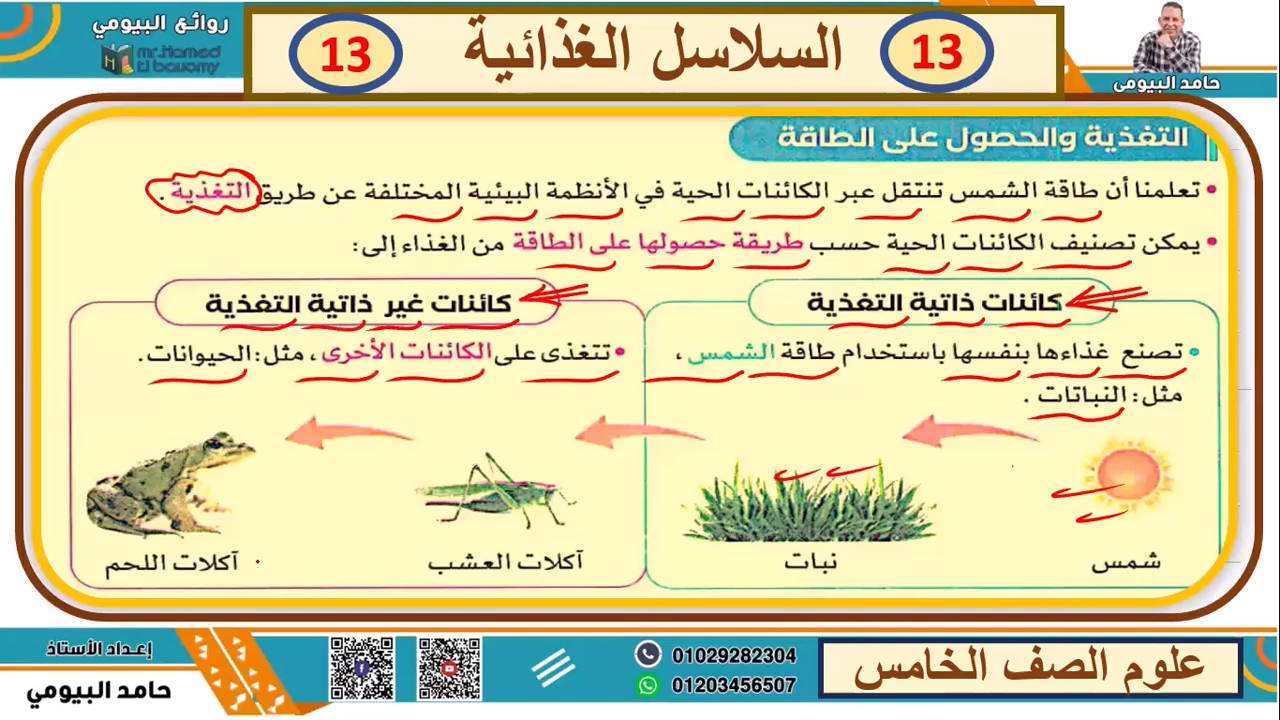 روائع البيومي
mr.Hamed
El bauomy
13 السلاسل الغذائية 13
حامد البيومى
التغذية والحصول على الطاقة
• تعلمنا أن طاقة الشمس تنتقل عبر الكائنات الحية في الأنظمة البيئية المختلفة عن طريق التغذية .
• يمكن تصنيف الكائنات الحية حسب طريقة حصولها على الطاقة من الغذاء إلى:
كائنات ذاتية التغذية
• تصنع غذاءها بنفسها باستخدام طاقة الشمس ،
مثل: النباتات .
شمس
نبات
كائنات غير ذاتية التغذية
• تتغذى على الكائنات الأخرى ، مثل: الحيوانات .
آكلات العشب
آكلات اللحم
علوم الصف الخامس
01029282304
01203456507
إعداد الأستاذ
حامد البيومي